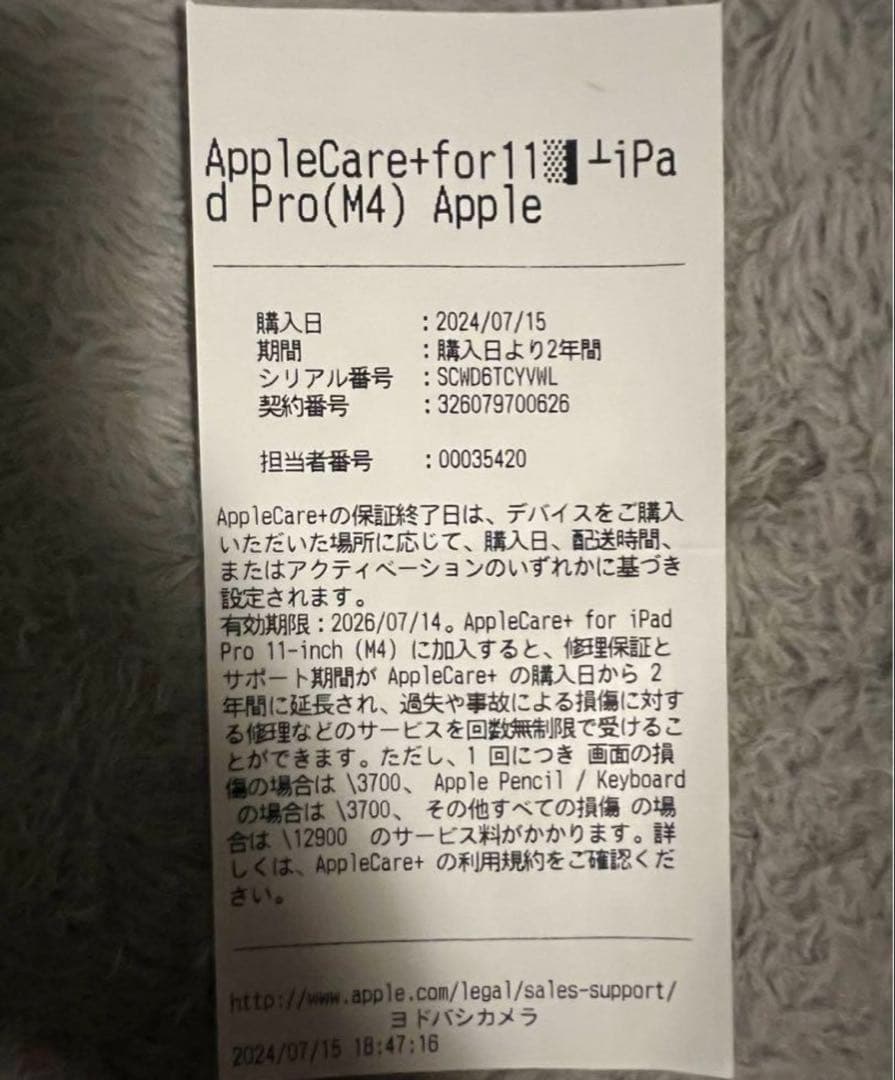 AppleCare+for11▒▌┴iPa
d Pro(M4) Apple
購入日 :2024/07/15
期間 :購入日より2年間
シリアル番号 :SCWD6TCYVWL
契約番号 :326079700626
担当者番号 :00035420
AppleCare+の保証終了日は、デバイスをご購入
いただいた場所に応じて、購入日、配送時間、
またはアクティベーションのいずれかに基づき
設定されます。
有効期限：2026/07/14。AppleCare+ for iPad
Pro 11-inch (M4) に加入すると、修理保証と
サポート期間が AppleCare+ の購入日から 2
年間に延長され、過失や事故による損傷に対す
る修理などのサービスを回数無制限で受けるこ
とができます。ただし、1 回につき 画面の損
傷の場合は \3700、 Apple Pencil / Keyboard
の場合は \3700、 その他すべての損傷 の場
合は \12900 のサービス料がかかります。詳
しくは、AppleCare+ の利用規約をご確認くだ
さい。
http://www.apple.com/legal/sales-support/
ヨドバシカメラ
2024/07/15 18:47:16